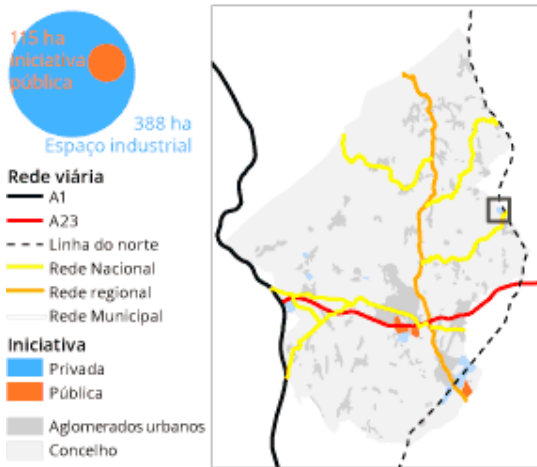 115 ha
iniciativa
pública
388 ha
Espaço industrial
Rede viária
A1
A23
Linha do norte
Rede Nacional
Rede regional
Rede Municipal
Iniciativa
Privada
Pública
Aglomerados urbanos
Concelho